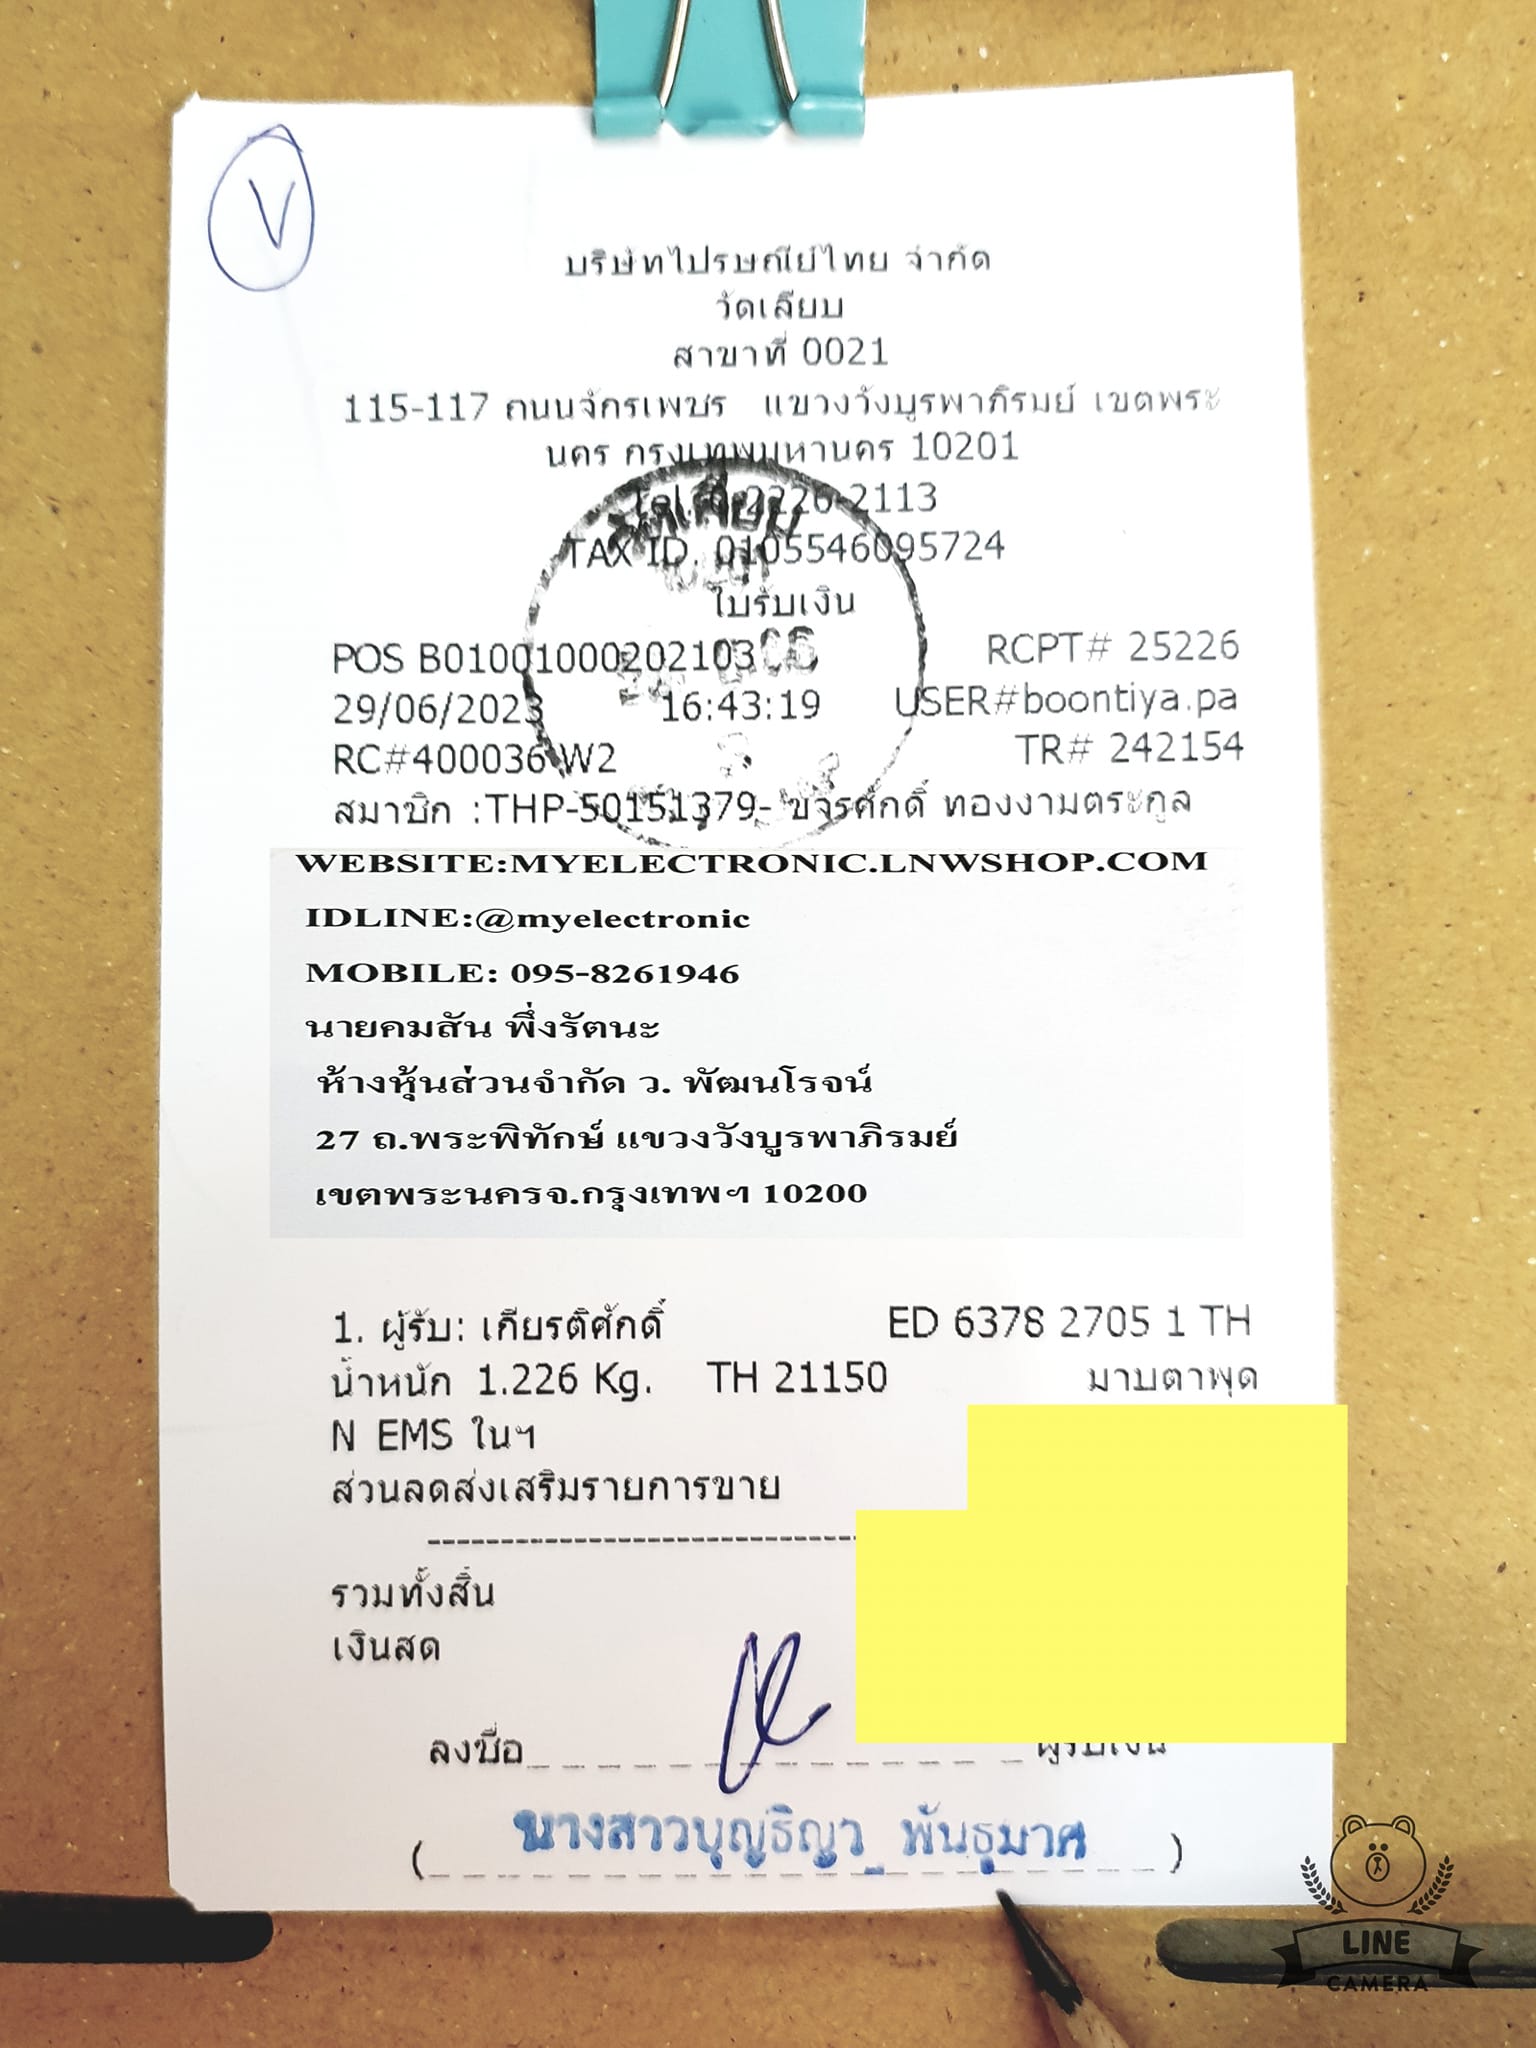 V
บริษัทไปรษณีย์ไทย จำกัด
วัดเลียบ
สาขาที่ 0021
115-117 ถนนจักรเพชร แขวงวังบูรพาภิรมย์ เขตพระ
นคร กรุงเทพมหานคร 10201
Tel. 0-2226-2113
TAX ID. 0105546095724
ใบรับเงิน
POS B01001000202103 RCPT# 25226
29/06/2023 16:43:19 USER#boontiya.pa
RC#400036 W2 TR# 242154
สมาชิก :THP-50151379- ขจรศักดิ์ ทองงามตระกูล
WEBSITE:MYELECTRONIC.LNWSHOP.COM
IDLINE:@myelectronic
MOBILE: 095-8261946
นายคมสัน พึ่งรัตนะ
ห้างหุ้นส่วนจำกัด ว. พัฒนโรจน์
27 ถ.พระพิทักษ์ แขวงวังบูรพาภิรมย์
เขตพระนครจ.กรุงเทพฯ 10200
1. ผู้รับ: เกียรติศักดิ์ ED 6378 2705 1 TH
น้ำหนัก 1.226 Kg. TH 21150 มาบตาพุด
N EMS ในฯ
ส่วนลดส่งเสริมรายการขาย
รวมทั้งสิ้น
เงินสด
ลงชื่อ ผู้รับเงิน
(นางสาวบุญธิญา พันธุมาศ)
LINE
CAMERA